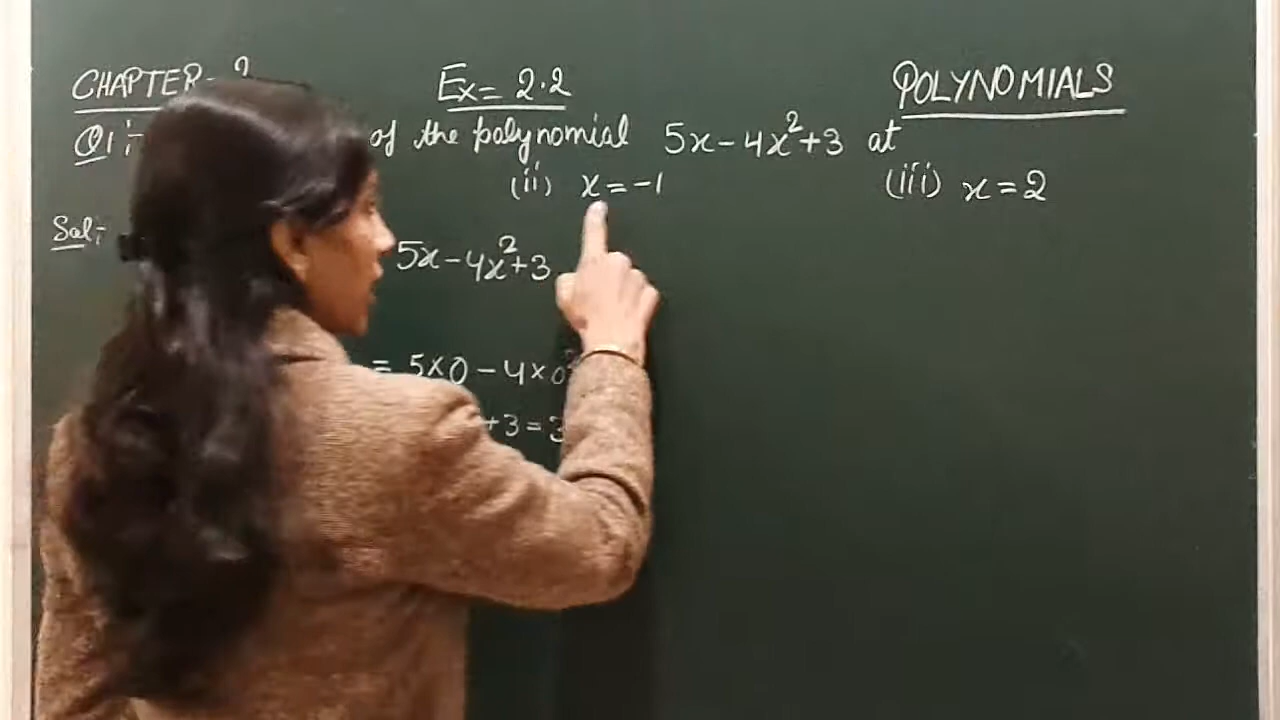 CHAPTER- 2 Ex= 2.2 POLYNOMIALS
Q1:- of the polynomial 5x-4x²+3 at
(ii) x=-1 (iii) x=2
Sol:- 5x-4x²+3
= 5×0-4×0
+3=3